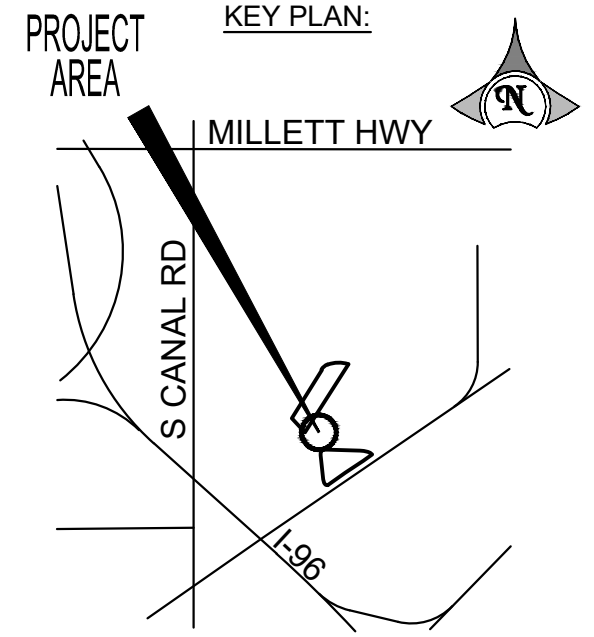 KEY PLAN:
PROJECT
AREA
N
MILLETT HWY
S CANAL RD
I-96